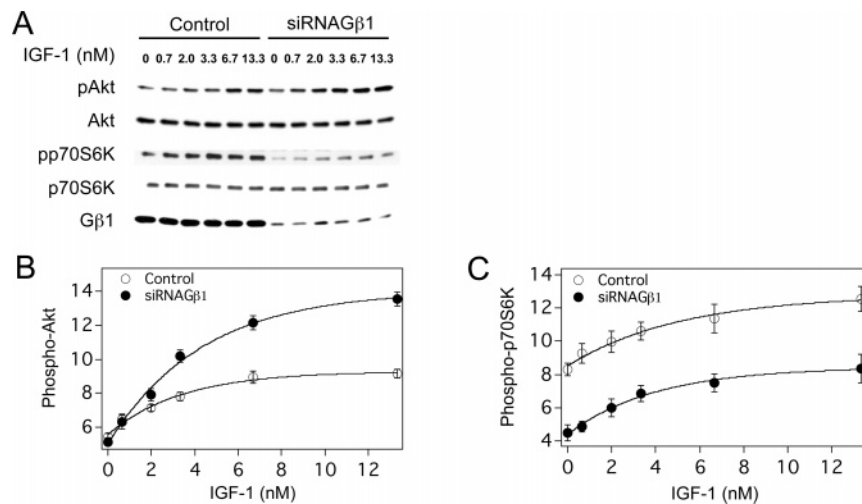 A
Control siRNAGβ1
IGF-1 (nM) 0 0.7 2.0 3.3 6.7 13.3 0 0.7 2.0 3.3 6.7 13.3
pAkt
Akt
pp70S6K
p70S6K
Gβ1
B
Control
siRNAGβ1
Phospho-Akt
14
12
10
8
6
0 2 4 6 8 10 12
IGF-1 (nM)
C
Control
siRNAGβ1
Phospho-p70S6K
14
12
10
8
6
4
0 2 4 6 8 10 12
IGF-1 (nM)